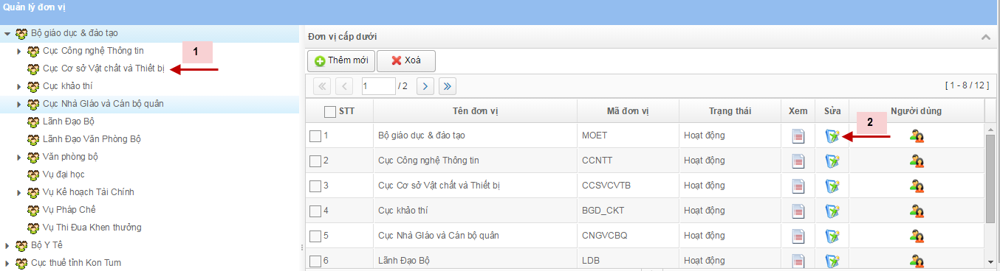 Quản lý đơn vị
Bộ giáo dục & đào tạo
Cục Công nghệ Thông tin
1
Cục Cơ sở Vật chất và Thiết bị
Cục khảo thí
Cục Nhà GIáo và Cán bộ quân
Lãnh Đạo Bộ
Lãnh Đạo Văn Phòng Bộ
Văn phòng bộ
Vụ đại học
Vụ Kế hoạch Tài Chính
Vụ Pháp Chế
Vụ Thi Đua Khen thưởng
Bộ Y Tế
Cục thuế tỉnh Kon Tum
Đơn vị cấp dưới
Thêm mới Xoá
1 / 2 [ 1 - 8 / 12 ]
STT Tên đơn vị Mã đơn vị Trạng thái Xem Sửa Người dùng
2
1 Bộ giáo dục & đào tạo MOET Hoạt động
2 Cục Công nghệ Thông tin CCNTT Hoạt động
3 Cục Cơ sở Vật chất và Thiết bị CCSVCVTB Hoạt động
4 Cục khảo thí BGD_CKT Hoạt động
5 Cục Nhà GIáo và Cán bộ quân CNGVCBQ Hoạt động
6 Lãnh Đạo Bộ LDB Hoạt động